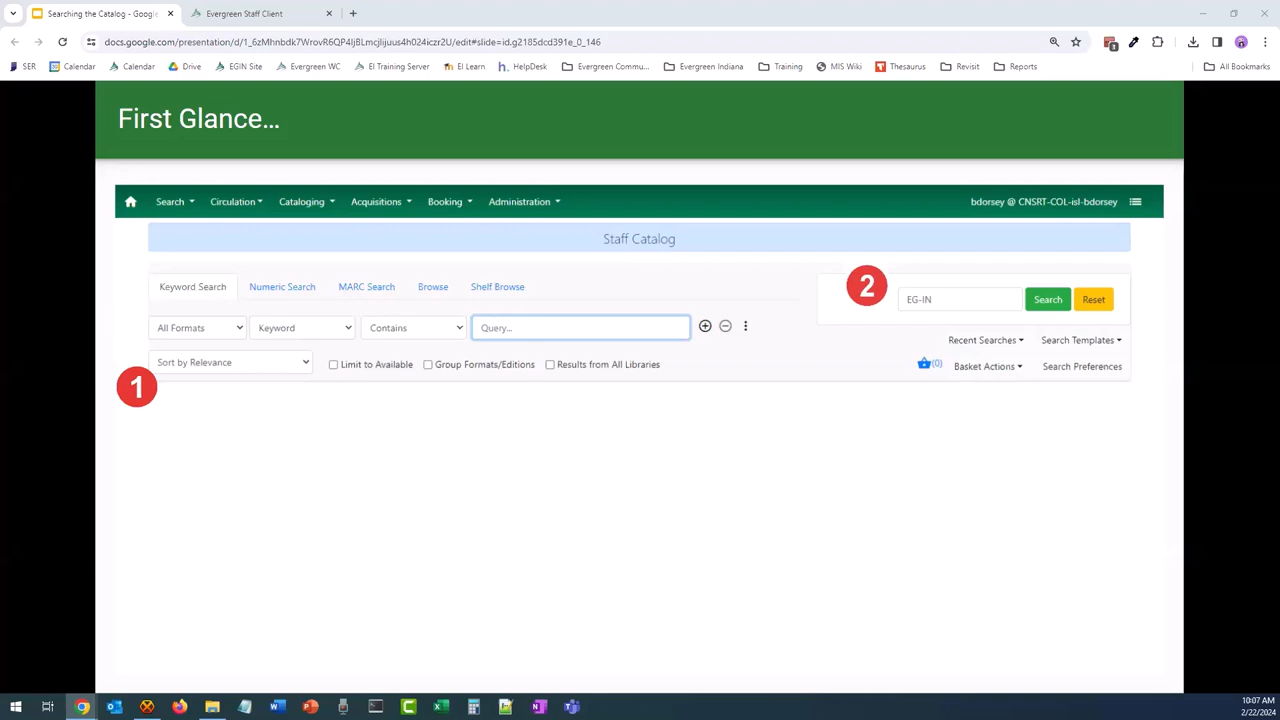 Searching the Catalog - Google
Evergreen Staff Client
docs.google.com/presentation/d/1_6zMhnbdk7WrovR6QP4IjBLmcjlijuus4h024iczr2U/edit#slide=id.g2185dcd391e_0_146
SER
Calendar
Calendar
Drive
EGIN Site
Evergreen WC
EI Training Server
EI Learn
HelpDesk
Evergreen Commu...
Evergreen Indiana
Training
MIS Wiki
Thesaurus
Revisit
Reports
All Bookmarks
First Glance...
Search
Circulation
Cataloging
Acquisitions
Booking
Administration
bdorsey @ CNSRT-COL-isl-bdorsey
Staff Catalog
Keyword Search
Numeric Search
MARC Search
Browse
Shelf Browse
2
EG-IN
Search
Reset
All Formats
Keyword
Contains
Query...
Recent Searches
Search Templates
Sort by Relevance
Limit to Available
Group Formats/Editions
Results from All Libraries
(0)
Basket Actions
Search Preferences
1
10:07 AM
2/22/2024